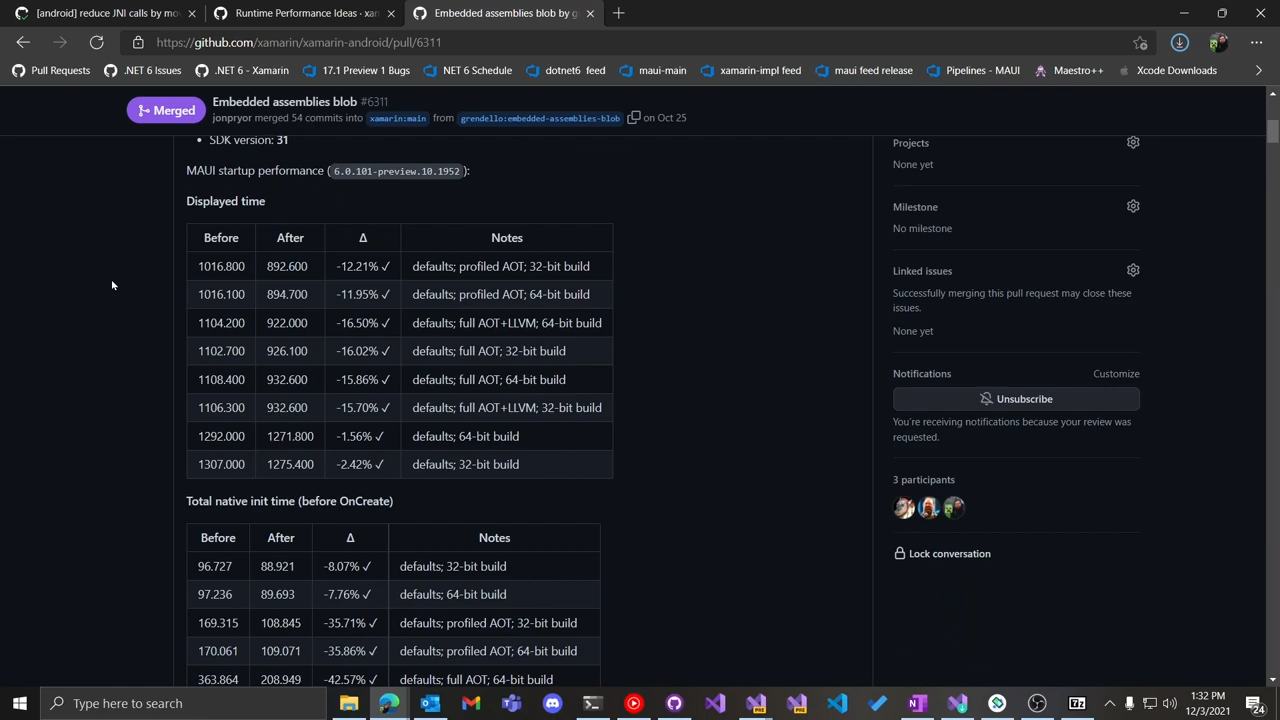 [android] reduce JNI calls by mov
Runtime Performance Ideas · xar
Embedded assemblies blob by g
https://github.com/xamarin/xamarin-android/pull/6311
Pull Requests
.NET 6 Issues
.NET 6 - Xamarin
17.1 Preview 1 Bugs
NET 6 Schedule
dotnet6 feed
maui-main
xamarin-impl feed
maui feed release
Pipelines - MAUI
Maestro++
Xcode Downloads
Merged
Embedded assemblies blob #6311
jonpryor merged 54 commits into xamarin:main from grendello:embedded-assemblies-blob on Oct 25
• SDK version: 31
MAUI startup performance ( 6.0.101-preview.10.1952 ):
Displayed time
Before After Δ Notes
1016.800 892.600 -12.21% ✓ defaults; profiled AOT; 32-bit build
1016.100 894.700 -11.95% ✓ defaults; profiled AOT; 64-bit build
1104.200 922.000 -16.50% ✓ defaults; full AOT+LLVM; 64-bit build
1102.700 926.100 -16.02% ✓ defaults; full AOT; 32-bit build
1108.400 932.600 -15.86% ✓ defaults; full AOT; 64-bit build
1106.300 932.600 -15.70% ✓ defaults; full AOT+LLVM; 32-bit build
1292.000 1271.800 -1.56% ✓ defaults; 64-bit build
1307.000 1275.400 -2.42% ✓ defaults; 32-bit build
Total native init time (before OnCreate)
Before After Δ Notes
96.727 88.921 -8.07% ✓ defaults; 32-bit build
97.236 89.693 -7.76% ✓ defaults; 64-bit build
169.315 108.845 -35.71% ✓ defaults; profiled AOT; 32-bit build
170.061 109.071 -35.86% ✓ defaults; profiled AOT; 64-bit build
363.864 208.949 -42.57% ✓ defaults; full AOT; 64-bit build
Projects
None yet
Milestone
No milestone
Linked issues
Successfully merging this pull request may close these
issues.
None yet
Notifications
Customize
Unsubscribe
You're receiving notifications because your review was
requested.
3 participants
Lock conversation
Type here to search
PRE
PRE
1:32 PM
12/3/2021
24